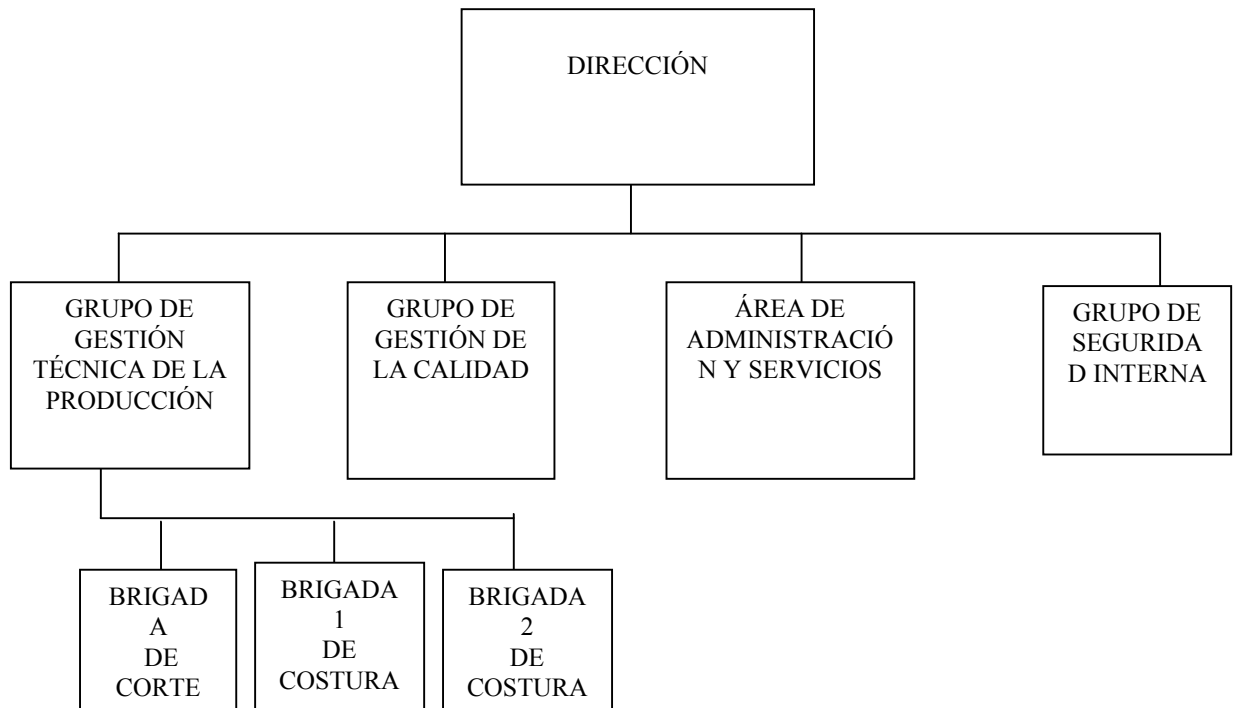 DIRECCIÓN
GRUPO DE
GESTIÓN
TÉCNICA DE LA
PRODUCCIÓN
GRUPO DE
GESTIÓN DE
LA CALIDAD
ÁREA DE
ADMINISTRACIÓ
N Y SERVICIOS
GRUPO DE
SEGURIDA
D INTERNA
BRIGAD
A
DE
CORTE
BRIGADA
1
DE
COSTURA
BRIGADA
2
DE
COSTURA